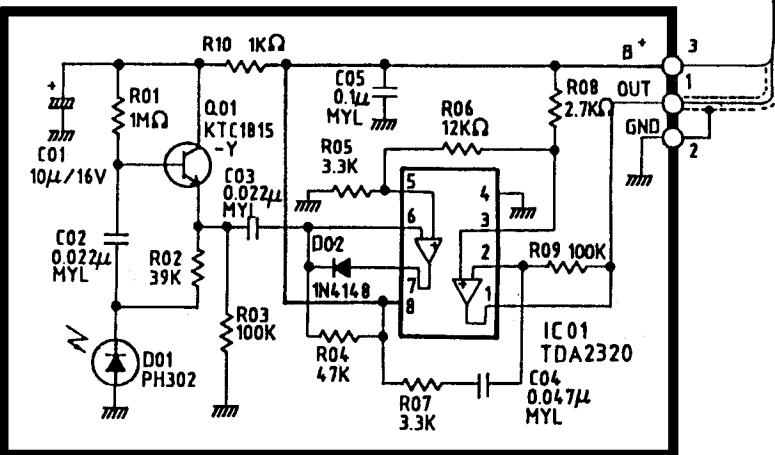 R10 1KΩ
B+
3
R01
1MΩ
Q01
KTC1815
-Y
C05
0.1μ
MYL
R08
2.7KΩ
OUT
1
R06
12KΩ
GND
2
+
C01
10μ/16V
R05
3.3K
C03
0.022μ
MYL
5
4
6
3
C02
0.022μ
MYL
R02
39K
D02
1N4148
7
2
R09 100K
8
1
R03
100K
IC01
TDA2320
D01
PH302
R04
47K
R07
3.3K
C04
0.047μ
MYL